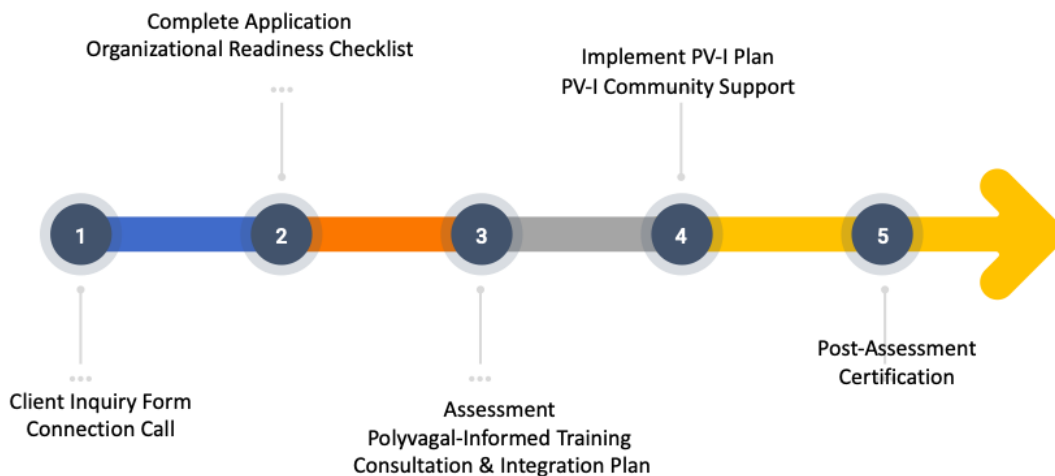 Complete Application
Organizational Readiness Checklist
Implement PV-I Plan
PV-I Community Support
1
2
3
4
5
Client Inquiry Form
Connection Call
Assessment
Polyvagal-Informed Training
Consultation & Integration Plan
Post-Assessment
Certification